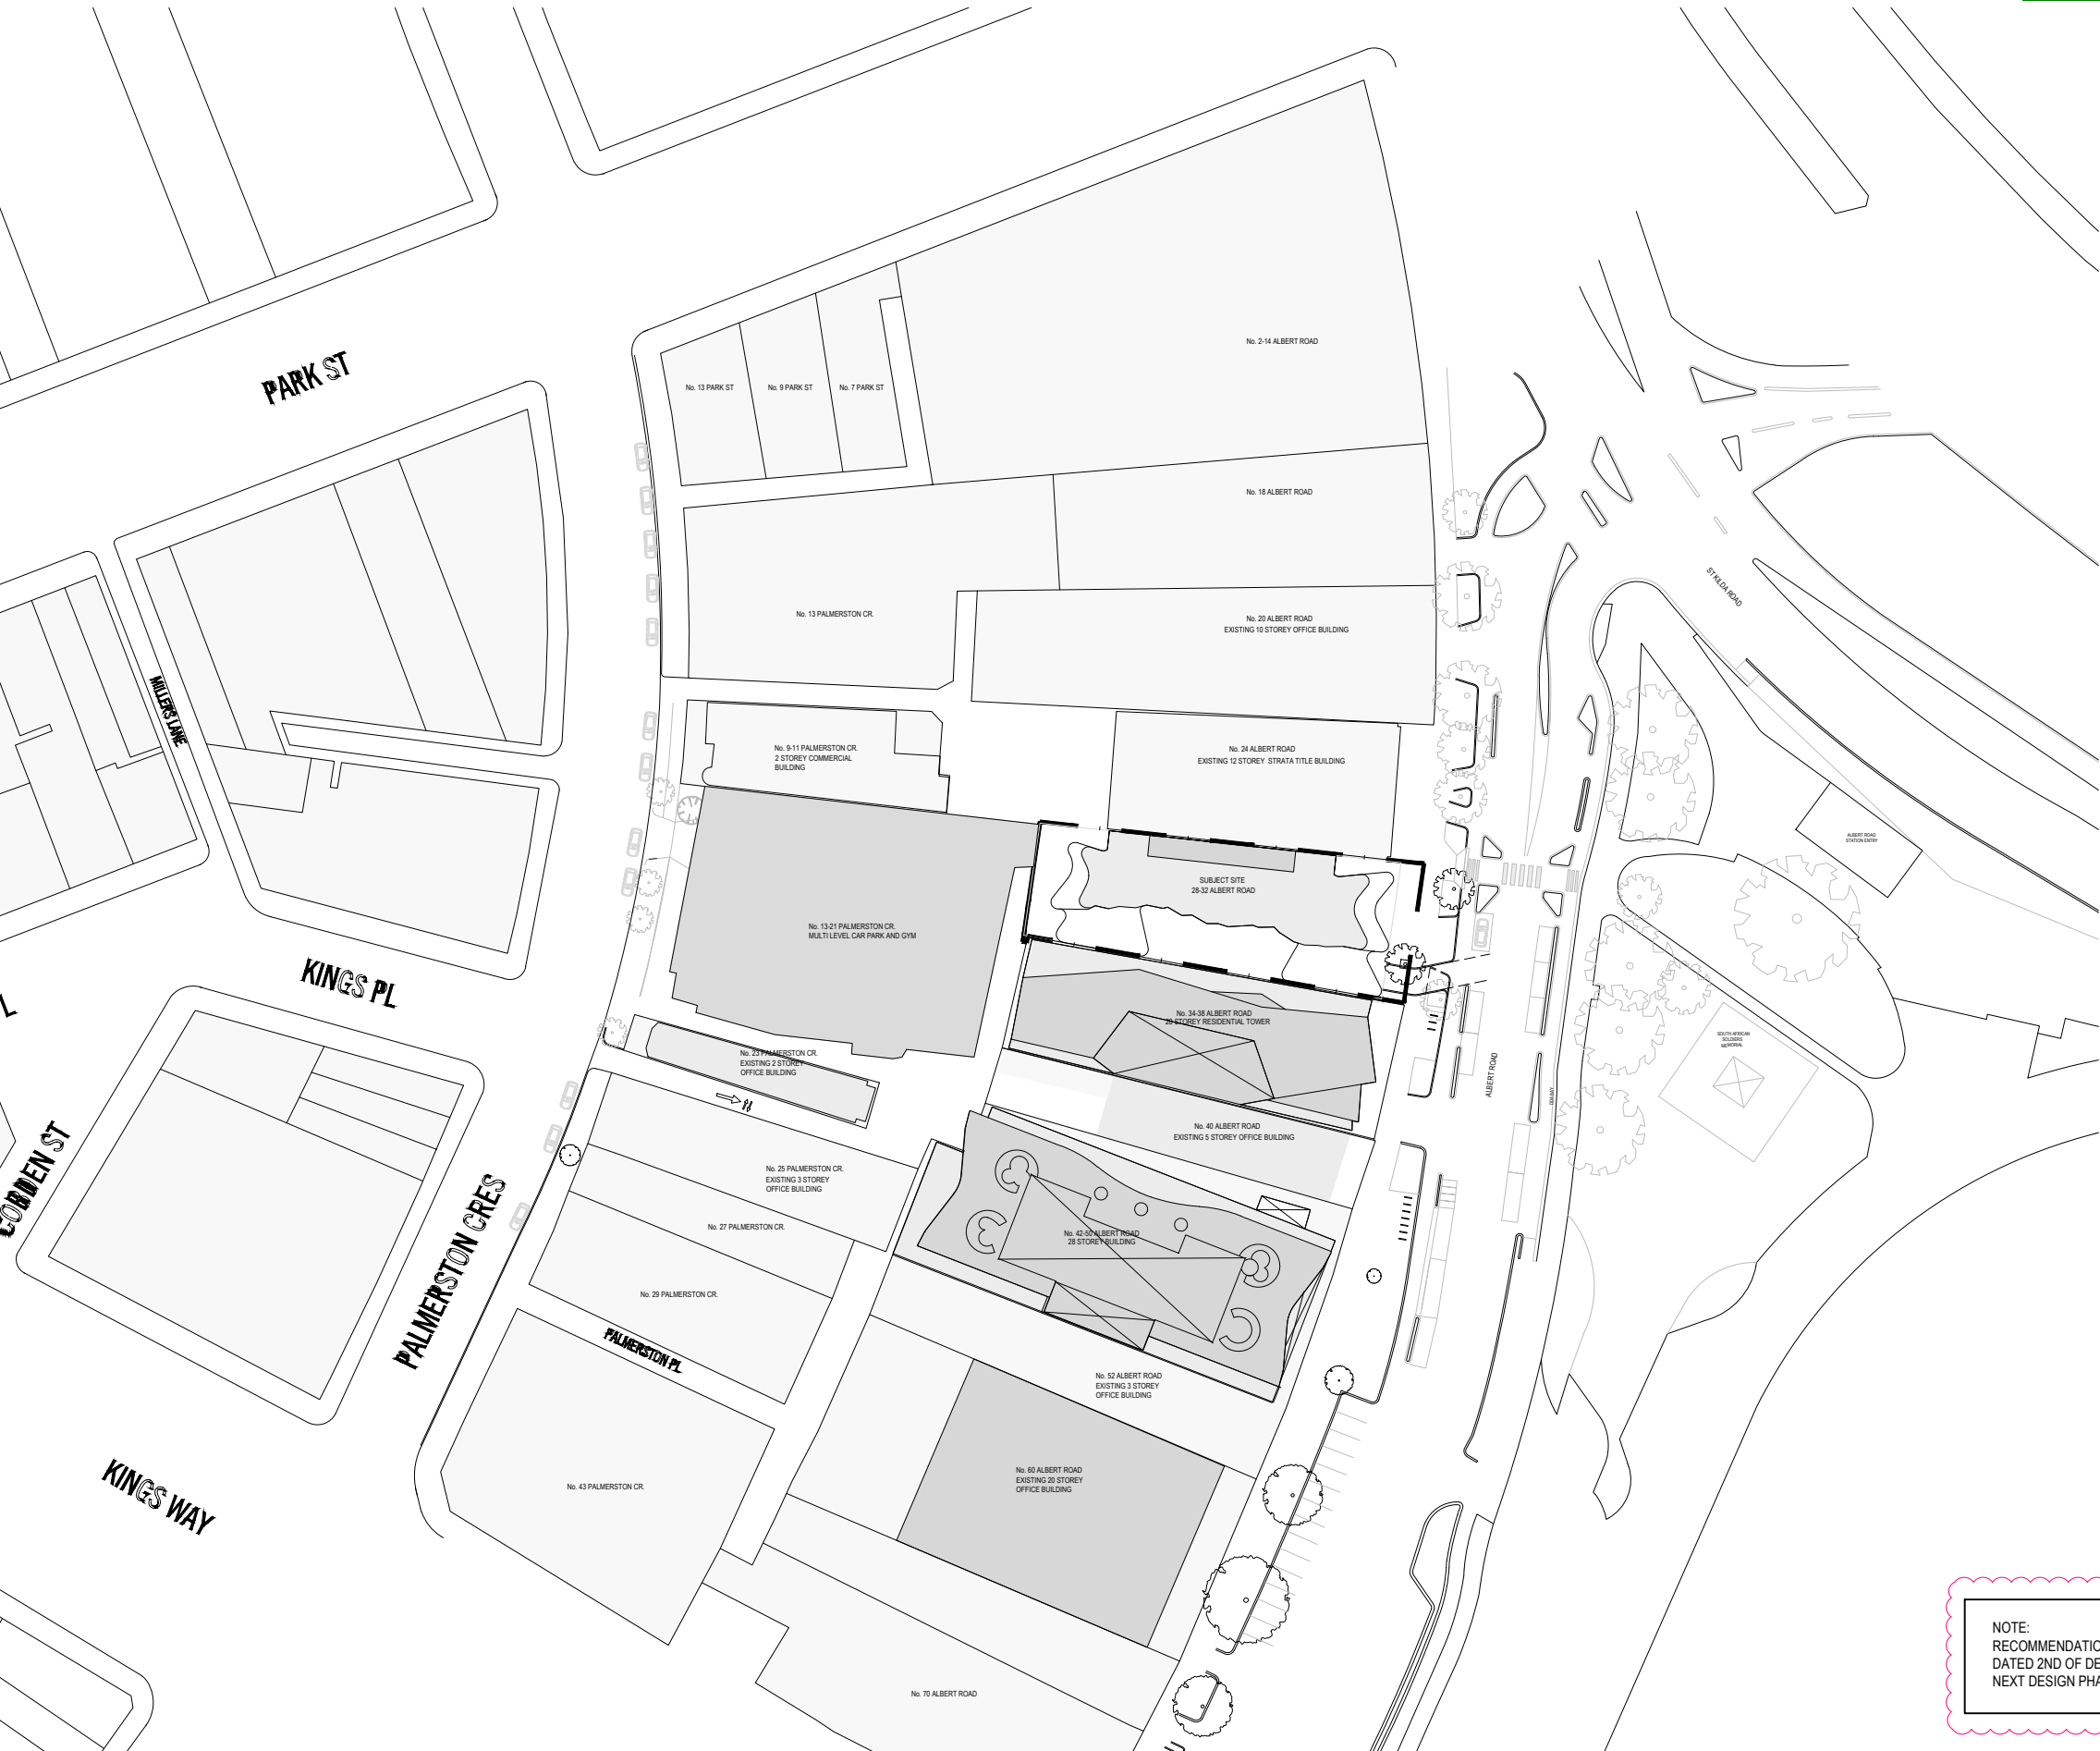 PARK ST
No. 2-14 ALBERT ROAD
No. 13 PARK ST
No. 9 PARK ST
No. 7 PARK ST
No. 18 ALBERT ROAD
ST KILDA ROAD
No. 13 PALMERSTON CR.
No. 20 ALBERT ROAD
EXISTING 10 STOREY OFFICE BUILDING
MILLERS LANE
No. 9-11 PALMERSTON CR.
2 STOREY COMMERCIAL
BUILDING
No. 24 ALBERT ROAD
EXISTING 12 STOREY STRATA TITLE BUILDING
ALBERT ROAD
STATION ENTRY
SUBJECT SITE
28-32 ALBERT ROAD
No. 13-21 PALMERSTON CR.
MULTI LEVEL CAR PARK AND GYM
KINGS PL
L
No. 34-38 ALBERT ROAD
20 STOREY RESIDENTIAL TOWER
SOUTH AFRICAN
SOLDIERS
MEMORIAL
No. 23 PALMERSTON CR.
EXISTING 2 STOREY
OFFICE BUILDING
ALBERT ROAD
No. 40 ALBERT ROAD
EXISTING 5 STOREY OFFICE BUILDING
COBDEN ST
No. 25 PALMERSTON CR.
EXISTING 3 STOREY
OFFICE BUILDING
PALMERSTON CRES
No. 27 PALMERSTON CR.
No. 42-50 ALBERT ROAD
28 STOREY BUILDING
No. 29 PALMERSTON CR.
PALMERSTON PL
No. 52 ALBERT ROAD
EXISTING 3 STOREY
OFFICE BUILDING
KINGS WAY
No. 43 PALMERSTON CR.
No. 60 ALBERT ROAD
EXISTING 20 STOREY
OFFICE BUILDING
No. 70 ALBERT ROAD
NOTE:
RECOMMENDATIO
DATED 2ND OF DE
NEXT DESIGN PHA